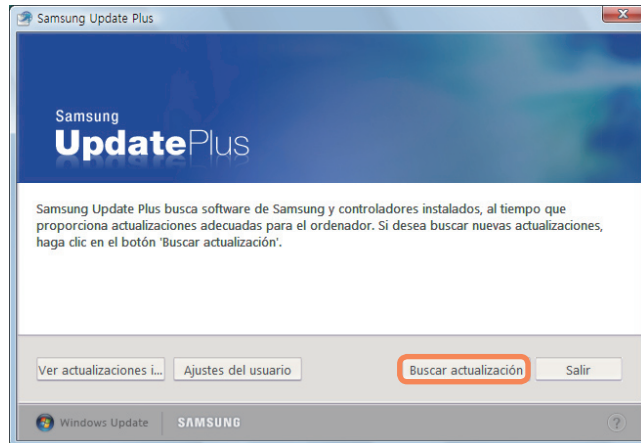 Samsung Update Plus
Samsung
UpdatePlus
Samsung Update Plus busca software de Samsung y controladores instalados, al tiempo que
proporciona actualizaciones adecuadas para el ordenador. Si desea buscar nuevas actualizaciones,
haga clic en el botón 'Buscar actualización'.
Ver actualizaciones i... Ajustes del usuario Buscar actualización Salir
Windows Update SAMSUNG ?